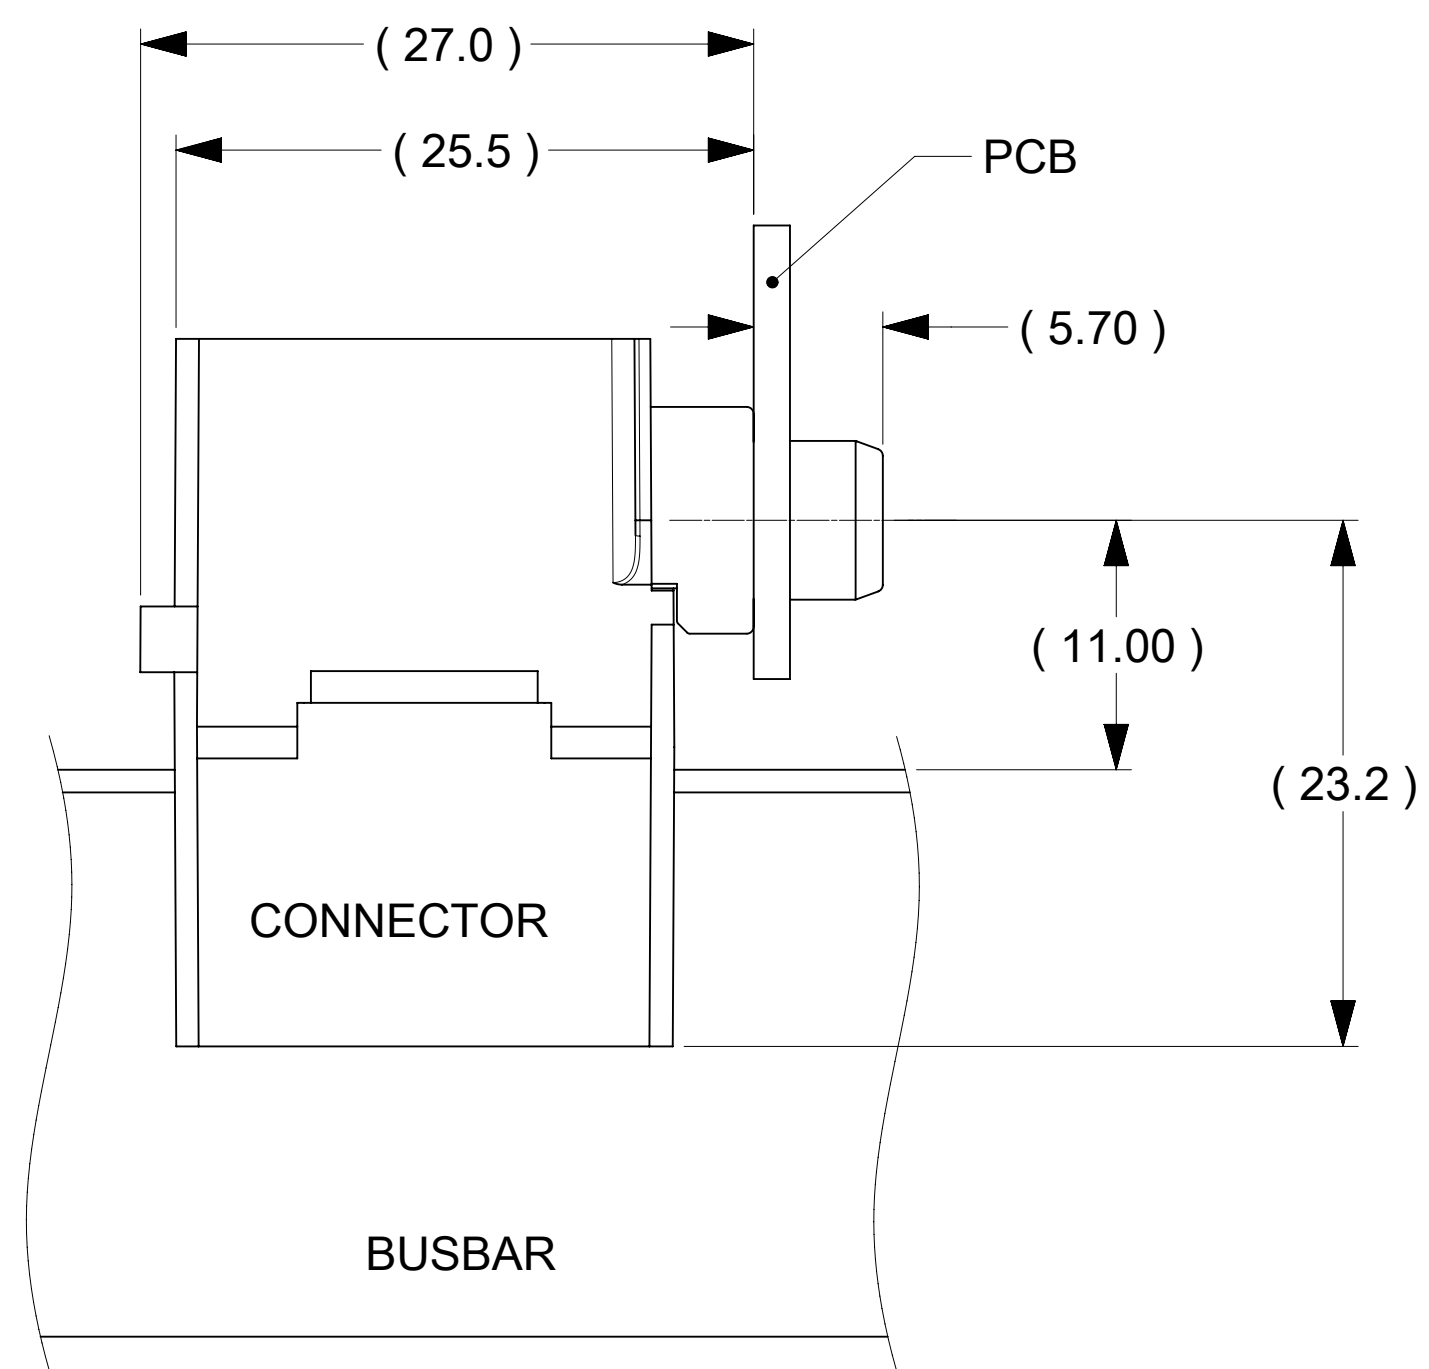 ( 27.0 )
( 25.5 )
PCB
( 5.70 )
( 11.00 )
( 23.2 )
CONNECTOR
BUSBAR